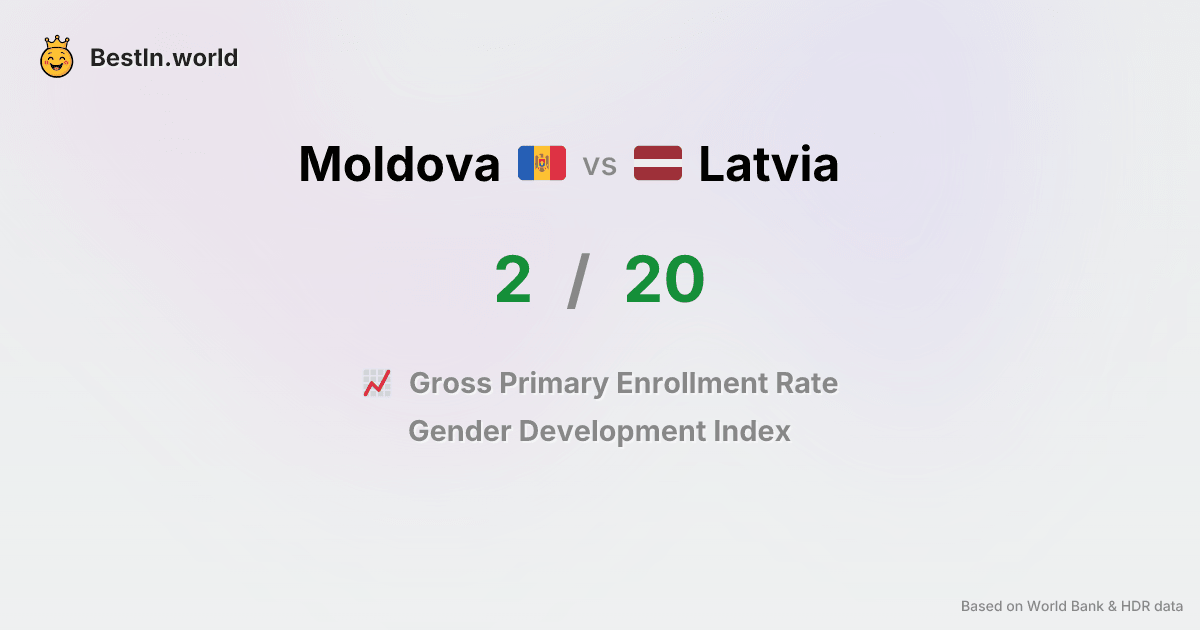 BestIn.world
Moldova vs Latvia
2 / 20
Gross Primary Enrollment Rate
Gender Development Index
Based on World Bank & HDR data